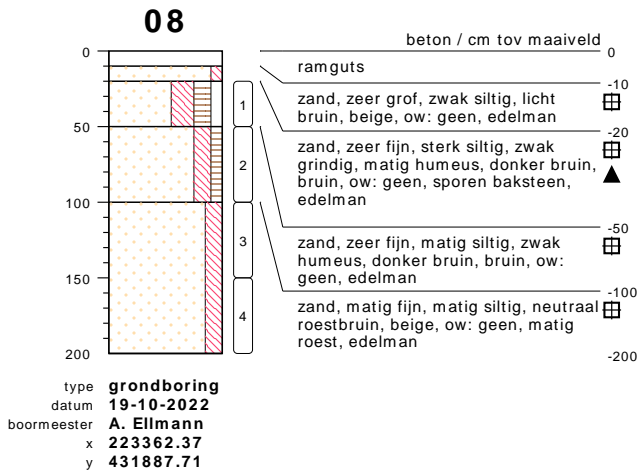 08
beton / cm tov maaiveld
0
0
ramguts
-10
zand, zeer grof, zwak siltig, licht
bruin, beige, ow: geen, edelman
-20
zand, zeer fijn, sterk siltig, zwak
grindig, matig humeus, donker bruin,
bruin, ow: geen, sporen baksteen,
edelman
-50
zand, zeer fijn, matig siltig, zwak
humeus, donker bruin, bruin, ow:
geen, edelman
-100
zand, matig fijn, matig siltig, neutraal
roestbruin, beige, ow: geen, matig
roest, edelman
-200
50
100
150
200
1
2
3
4
type grondboring
datum 19-10-2022
boormeester A. Ellmann
x 223362.37
y 431887.71